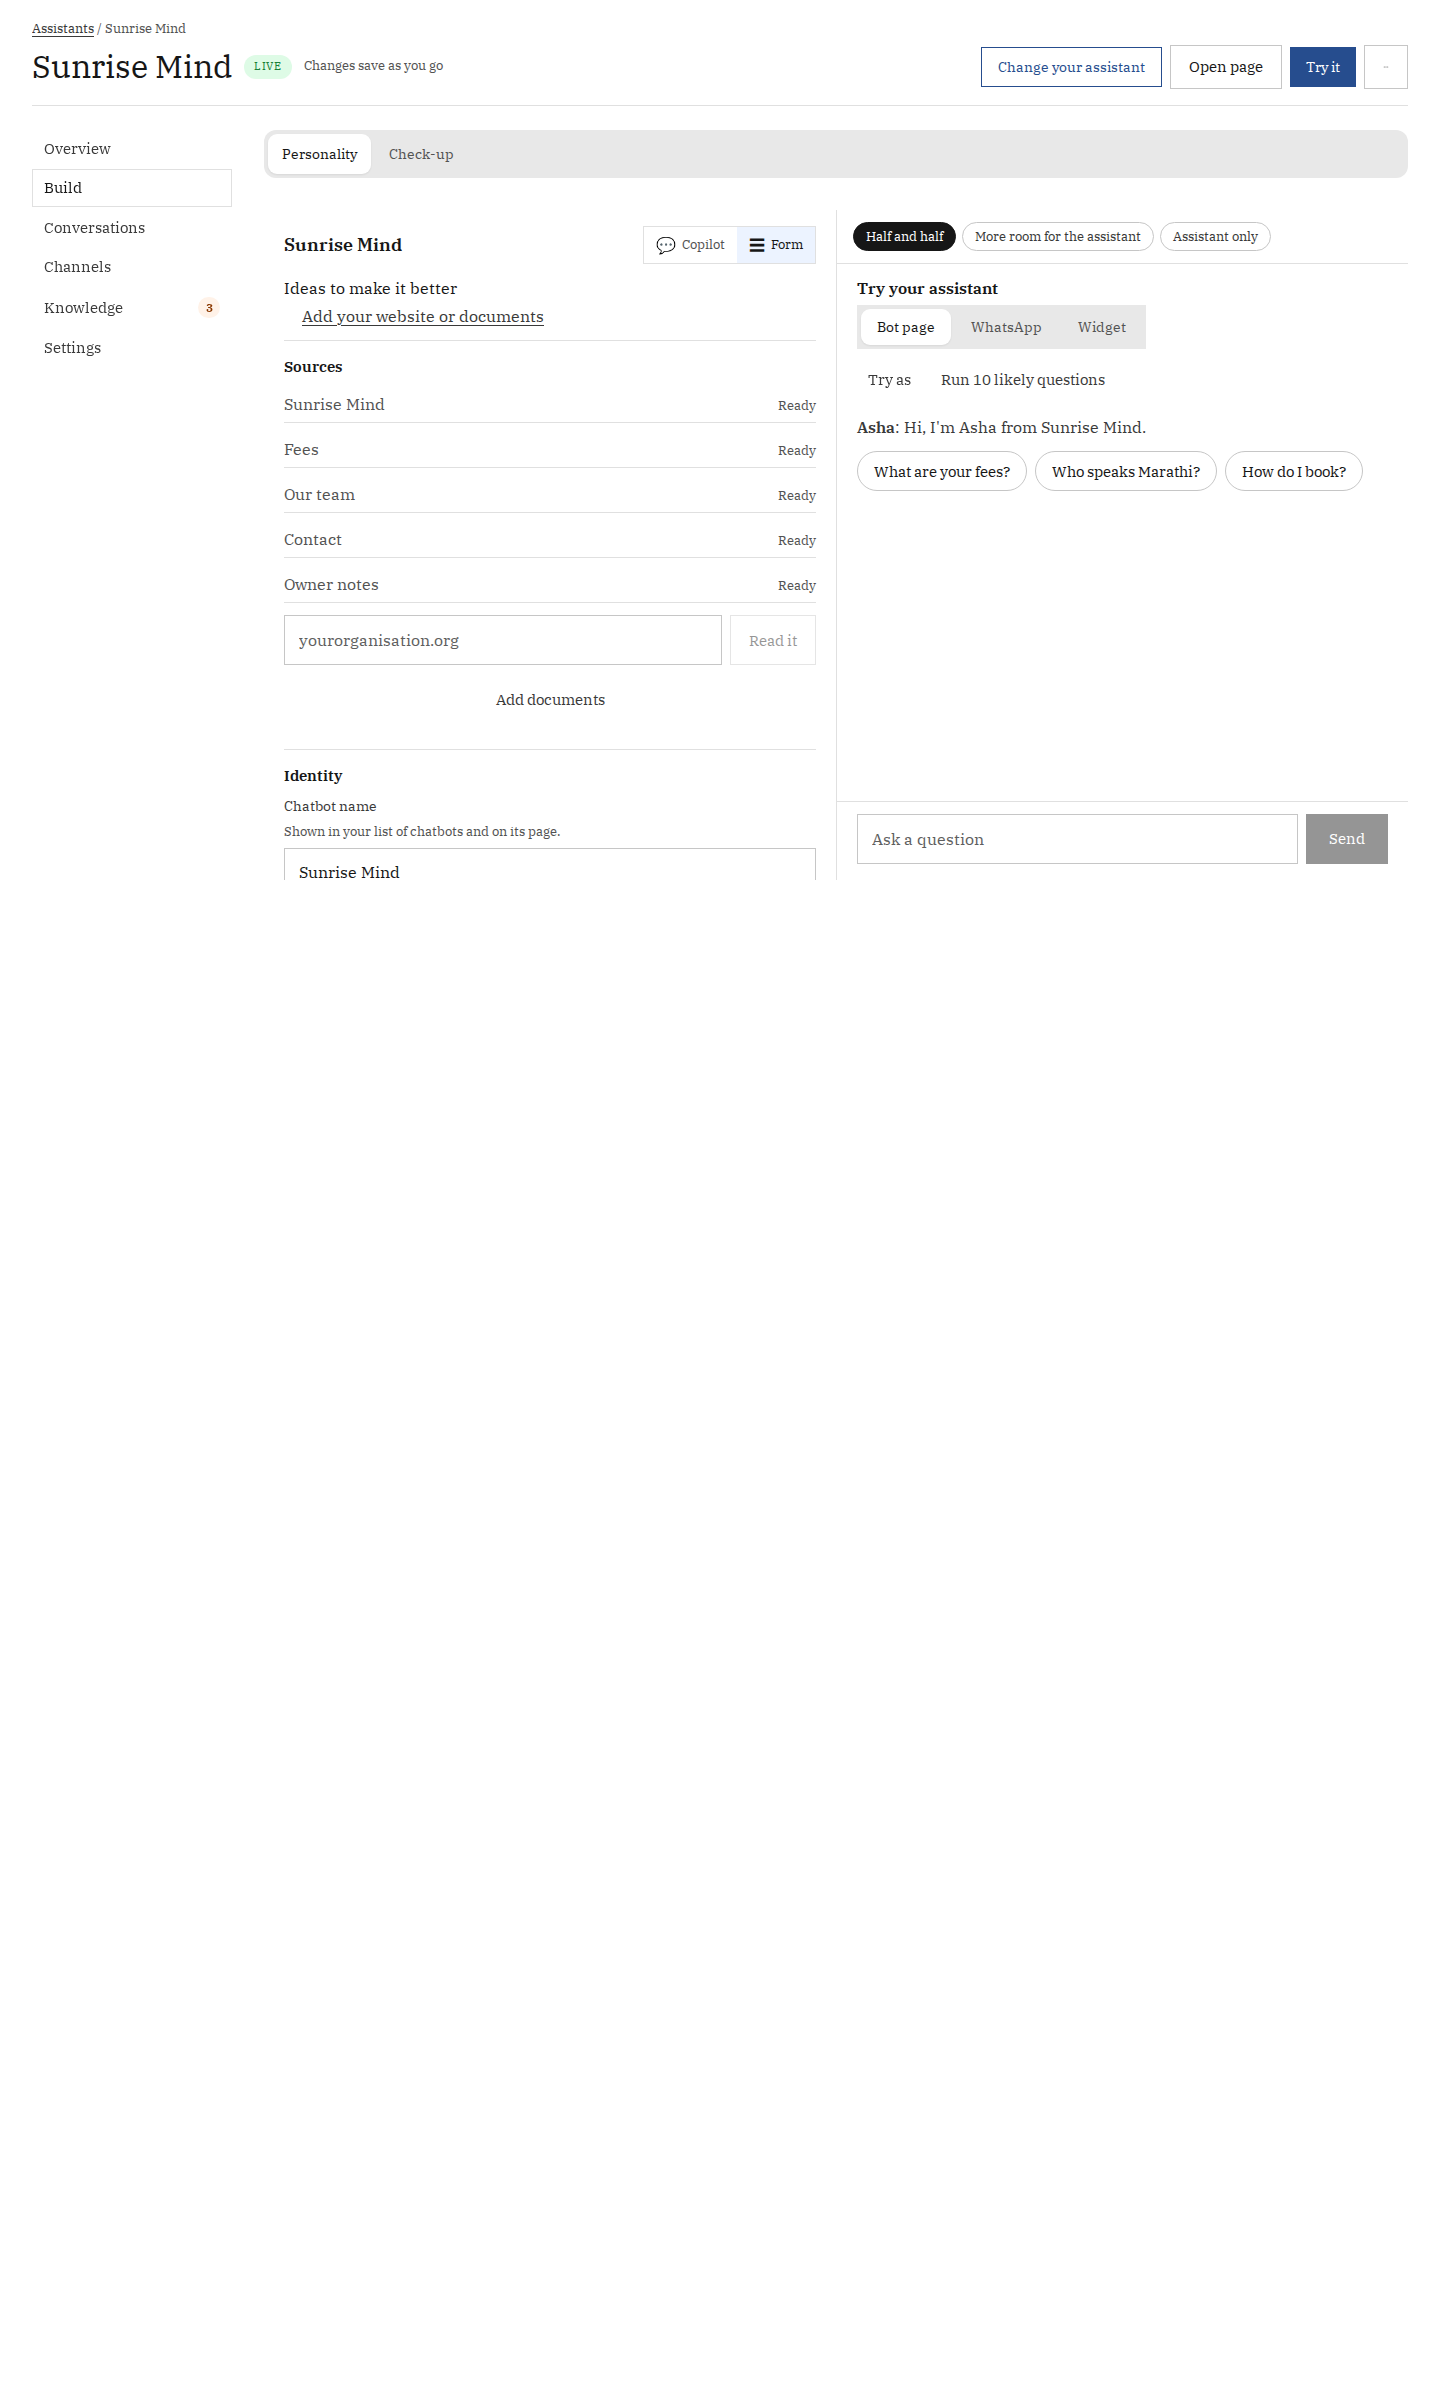 Assistants / Sunrise Mind
Sunrise Mind
LIVE
Changes save as you go
Change your assistant
Open page
Try it
Overview
Build
Conversations
Channels
Knowledge
3
Settings
Personality
Check-up
Sunrise Mind
Copilot
Form
Ideas to make it better
Add your website or documents
Sources
Sunrise Mind Ready
Fees Ready
Our team Ready
Contact Ready
Owner notes Ready
yourorganisation.org
Read it
Add documents
Identity
Chatbot name
Shown in your list of chatbots and on its page.
Sunrise Mind
Half and half
More room for the assistant
Assistant only
Try your assistant
Bot page
WhatsApp
Widget
Try as
Run 10 likely questions
Asha: Hi, I'm Asha from Sunrise Mind.
What are your fees?
Who speaks Marathi?
How do I book?
Ask a question
Send